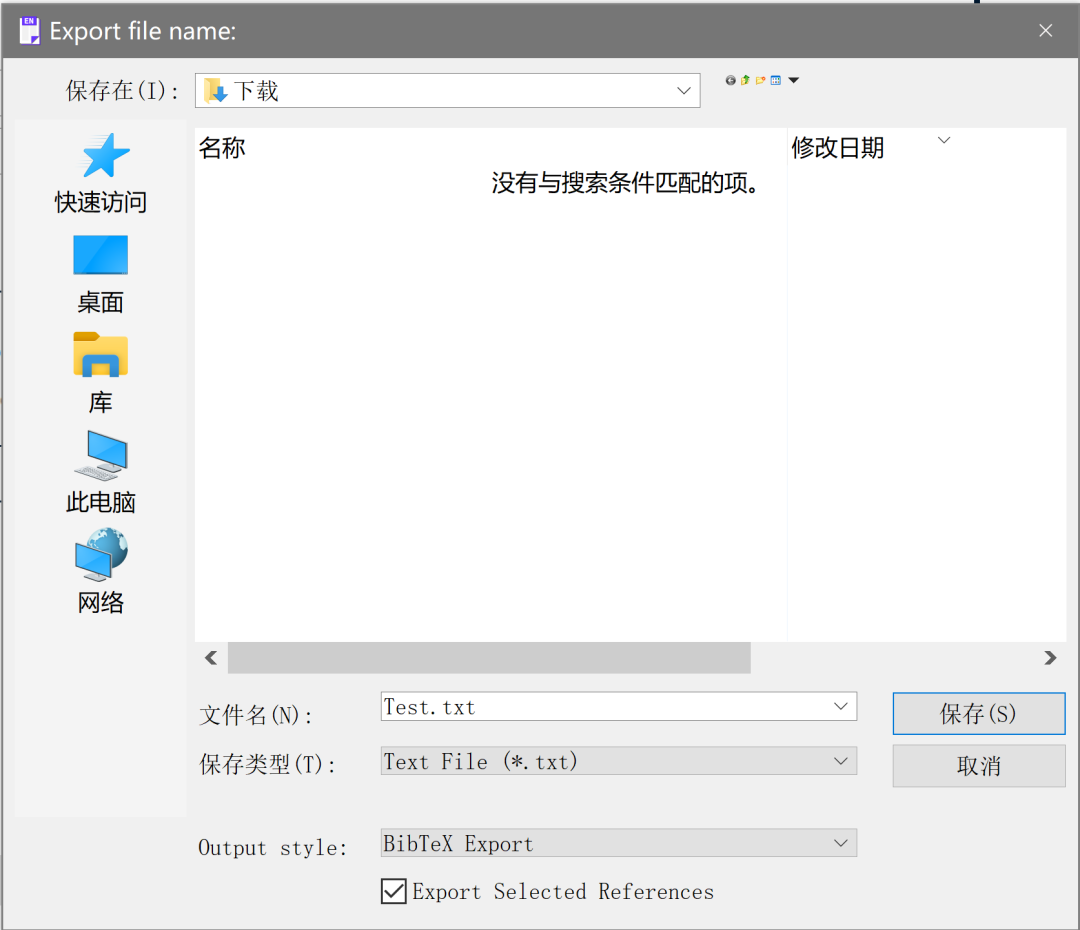 EN
Export file name:
保存在(I):
下载
名称
修改日期
没有与搜索条件匹配的项。
快速访问
桌面
库
此电脑
网络
文件名(N):
Test.txt
保存(S)
保存类型(T):
Text File (*.txt)
取消
Output style:
BibTeX Export
Export Selected References